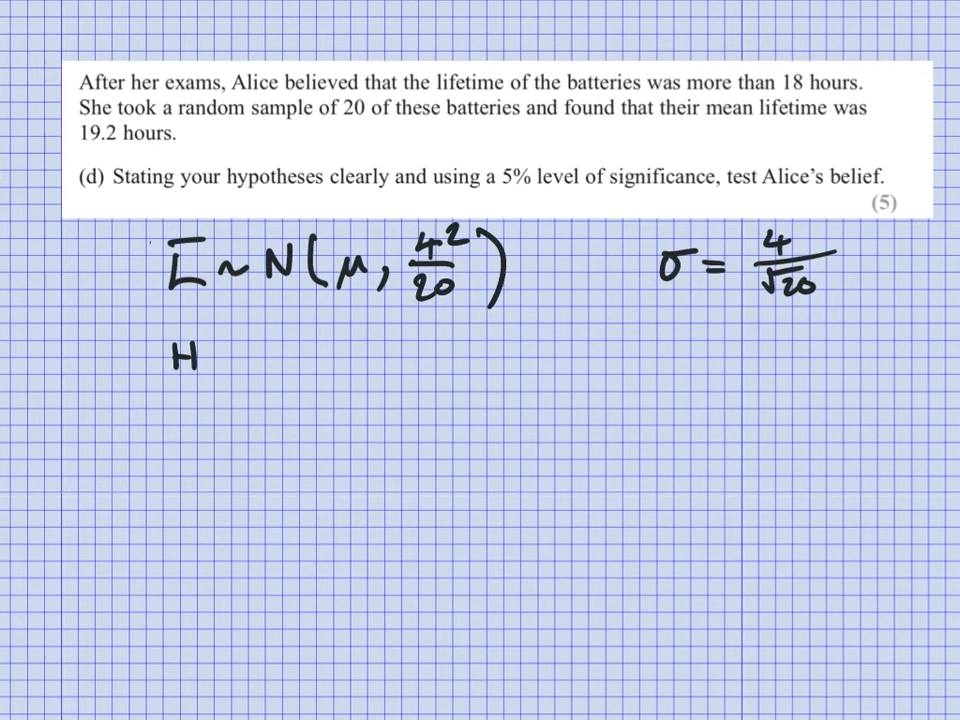 After her exams, Alice believed that the lifetime of the batteries was more than 18 hours.
She took a random sample of 20 of these batteries and found that their mean lifetime was
19.2 hours.
(d) Stating your hypotheses clearly and using a 5% level of significance, test Alice's belief.
(5)
L̄ ~ N(μ, 4²/20) σ = 4/√20
H